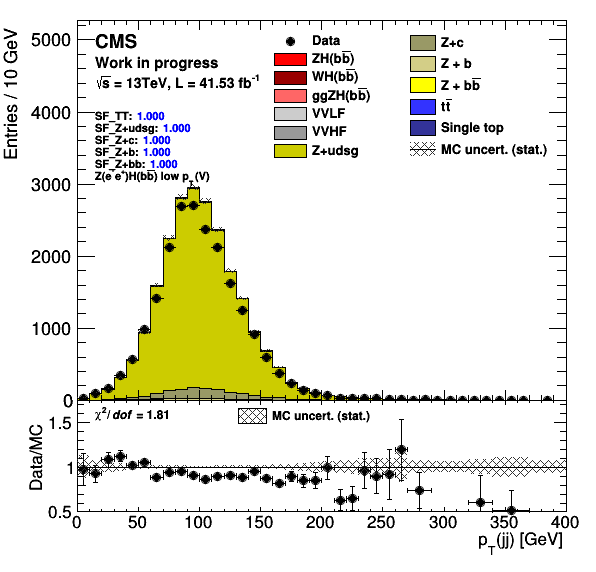 CMS
Work in progress
√s = 13TeV, L = 41.53 fb⁻¹
SF_TT: 1.000
SF_Z+udsg: 1.000
SF_Z+c: 1.000
SF_Z+b: 1.000
SF_Z+bb: 1.000
Z(e⁻e⁺)H(bb̅) low p_T(V)
Data
ZH(bb̅)
WH(bb̅)
ggZH(bb̅)
VVLF
VVHF
Z+udsg
Z+c
Z + b
Z + bb̅
tt̅
Single top
MC uncert. (stat.)
Entries / 10 GeV
5000
4000
3000
2000
1000
0
χ²/dof = 1.81
MC uncert. (stat.)
Data/MC
1.5
1
0.5
0 50 100 150 200 250 300 350 400
p_T(jj) [GeV]